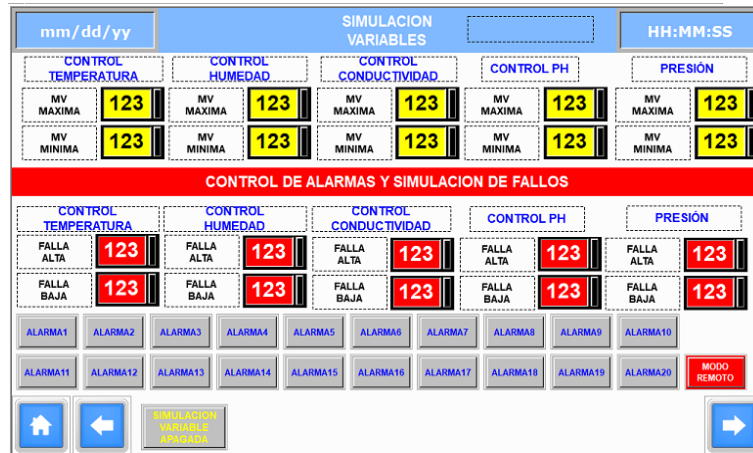 mm/dd/yy
SIMULACION
VARIABLES
HH:MM:SS
CONTROL
TEMPERATURA
CONTROL
HUMEDAD
CONTROL
CONDUCTIVIDAD
CONTROL PH
PRESIÓN
MV
MAXIMA
123
MV
MAXIMA
123
MV
MAXIMA
123
MV
MAXIMA
123
MV
MAXIMA
123
MV
MINIMA
123
MV
MINIMA
123
MV
MINIMA
123
MV
MINIMA
123
MV
MINIMA
123
CONTROL DE ALARMAS Y SIMULACION DE FALLOS
CONTROL
TEMPERATURA
CONTROL
HUMEDAD
CONTROL
CONDUCTIVIDAD
CONTROL PH
PRESIÓN
FALLA
ALTA
123
FALLA
ALTA
123
FALLA
ALTA
123
FALLA
ALTA
123
FALLA
ALTA
123
FALLA
BAJA
123
FALLA
BAJA
123
FALLA
BAJA
123
FALLA
BAJA
123
FALLA
BAJA
123
ALARMA1 ALARMA2 ALARMA3 ALARMA4 ALARMA5 ALARMA6 ALARMA7 ALARMA8 ALARMA9 ALARMA10
ALARMA11 ALARMA12 ALARMA13 ALARMA14 ALARMA15 ALARMA16 ALARMA17 ALARMA18 ALARMA19 ALARMA20
MODO
REMOTO
SIMULACION
VARIABLE
APAGADA